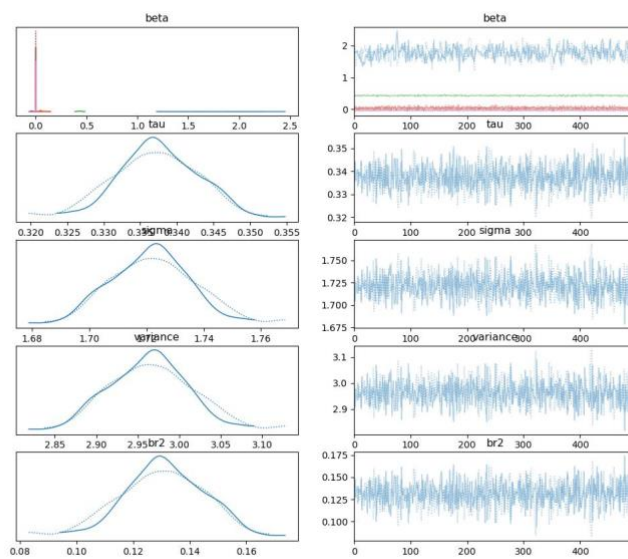 beta
beta
2
1
0
0.0 0.5 1.0 1.5 2.0 2.5
0 100 200 300 400
tau
tau
0.35
0.34
0.33
0.32
0.320 0.325 0.330 0.335 0.340 0.345 0.350 0.355
0 100 200 300 400
sigma
sigma
1.750
1.725
1.700
1.675
1.68 1.70 1.72 1.74 1.76
0 100 200 300 400
variance
variance
3.1
3.0
2.9
2.85 2.90 2.95 3.00 3.05 3.10
0 100 200 300 400
br2
br2
0.175
0.150
0.125
0.100
0.08 0.10 0.12 0.14 0.16
0 100 200 300 400